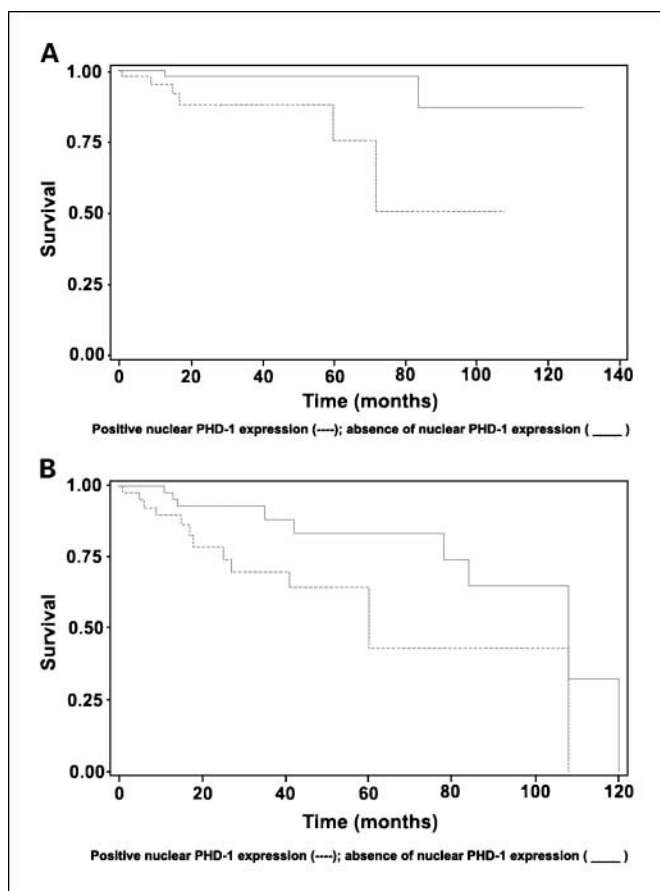 A
1.00
0.75
0.50
0.25
0.00
Survival
0 20 40 60 80 100 120 140
Time (months)
Positive nuclear PHD-1 expression (----); absence of nuclear PHD-1 expression ( ____ )
B
1.00
0.75
0.50
0.25
0.00
Survival
0 20 40 60 80 100 120
Time (months)
Positive nuclear PHD-1 expression (----); absence of nuclear PHD-1 expression ( ____ )